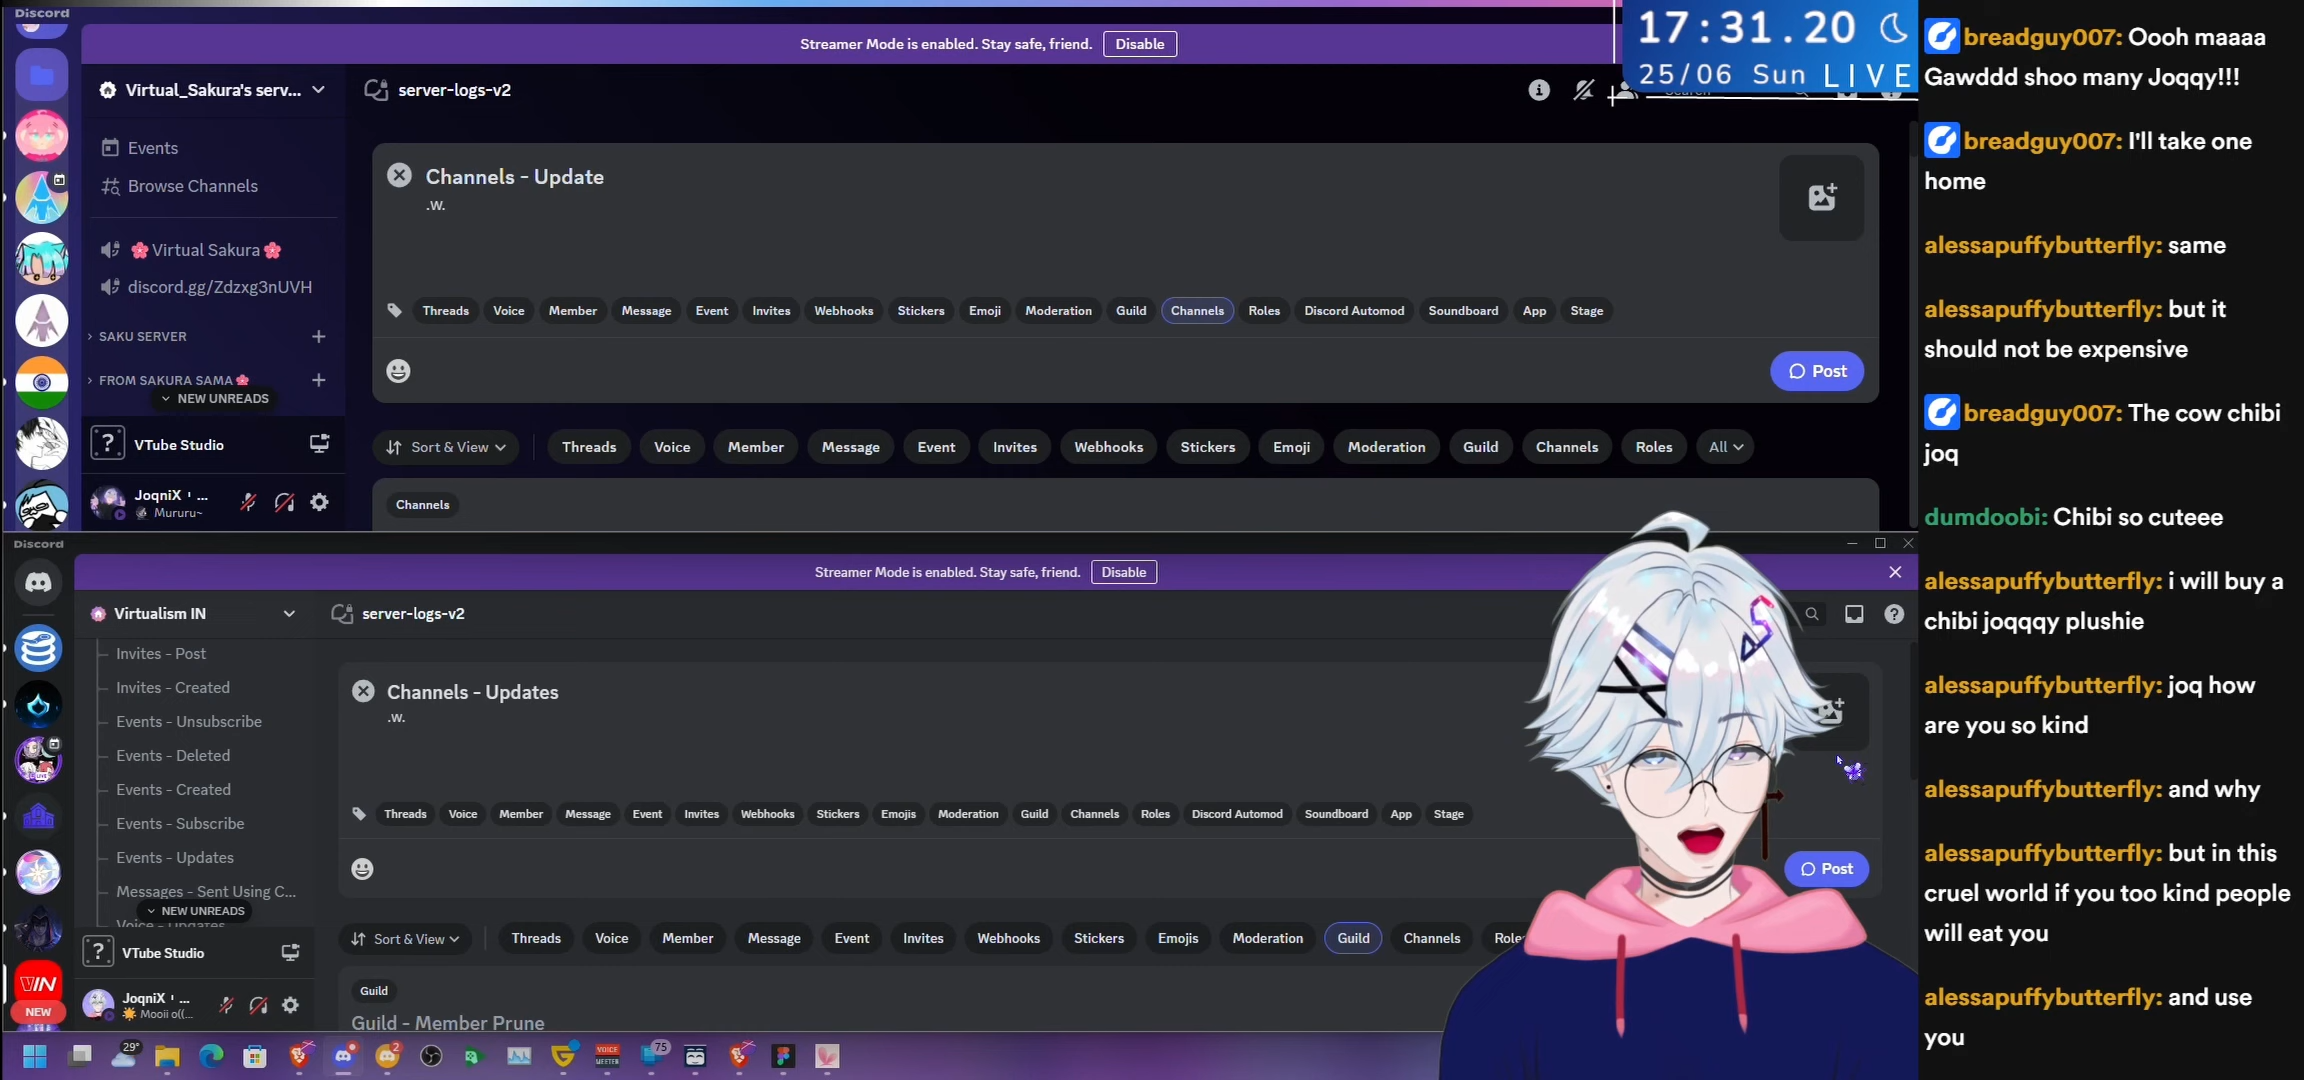 Discord
Streamer Mode is enabled. Stay safe, friend. Disable
17:31.20
25/06 Sun LIVE
Virtual_Sakura's serv...
server-logs-v2
Search
Events
Browse Channels
🌸Virtual Sakura🌸
discord.gg/Zdzxg3nUVH
SAKU SERVER
FROM SAKURA SAMA🌸
NEW UNREADS
VTube Studio
JoqniX ' ...
Mururu~
Channels - Update
.w.
Threads Voice Member Message Event Invites Webhooks Stickers Emoji Moderation Guild Channels Roles Discord Automod Soundboard App Stage
Post
Sort & View Threads Voice Member Message Event Invites Webhooks Stickers Emoji Moderation Guild Channels Roles All
Channels
Discord
Streamer Mode is enabled. Stay safe, friend. Disable
Virtualism IN
server-logs-v2
Invites - Post
Invites - Created
Events - Unsubscribe
Events - Deleted
Events - Created
Events - Subscribe
Events - Updates
Messages - Sent Using C...
Voice - Updates
NEW UNREADS
VTube Studio
JoqniX ' ...
Mooii o((...
VIN
NEW
Channels - Updates
.w.
Threads Voice Member Message Event Invites Webhooks Stickers Emojis Moderation Guild Channels Roles Discord Automod Soundboard App Stage
Post
Sort & View Threads Voice Member Message Event Invites Webhooks Stickers Emojis Moderation Guild Channels Roles
Guild
Guild - Member Prune
29°
2
VOICE
MEETER
75
breadguy007: Oooh maaaa
Gawddd shoo many Joqqy!!!
breadguy007: I'll take one
home
alessapuffybutterfly: same
alessapuffybutterfly: but it
should not be expensive
breadguy007: The cow chibi
joq
dumdoobi: Chibi so cuteee
alessapuffybutterfly: i will buy a
chibi joqqqy plushie
alessapuffybutterfly: joq how
are you so kind
alessapuffybutterfly: and why
alessapuffybutterfly: but in this
cruel world if you too kind people
will eat you
alessapuffybutterfly: and use
you